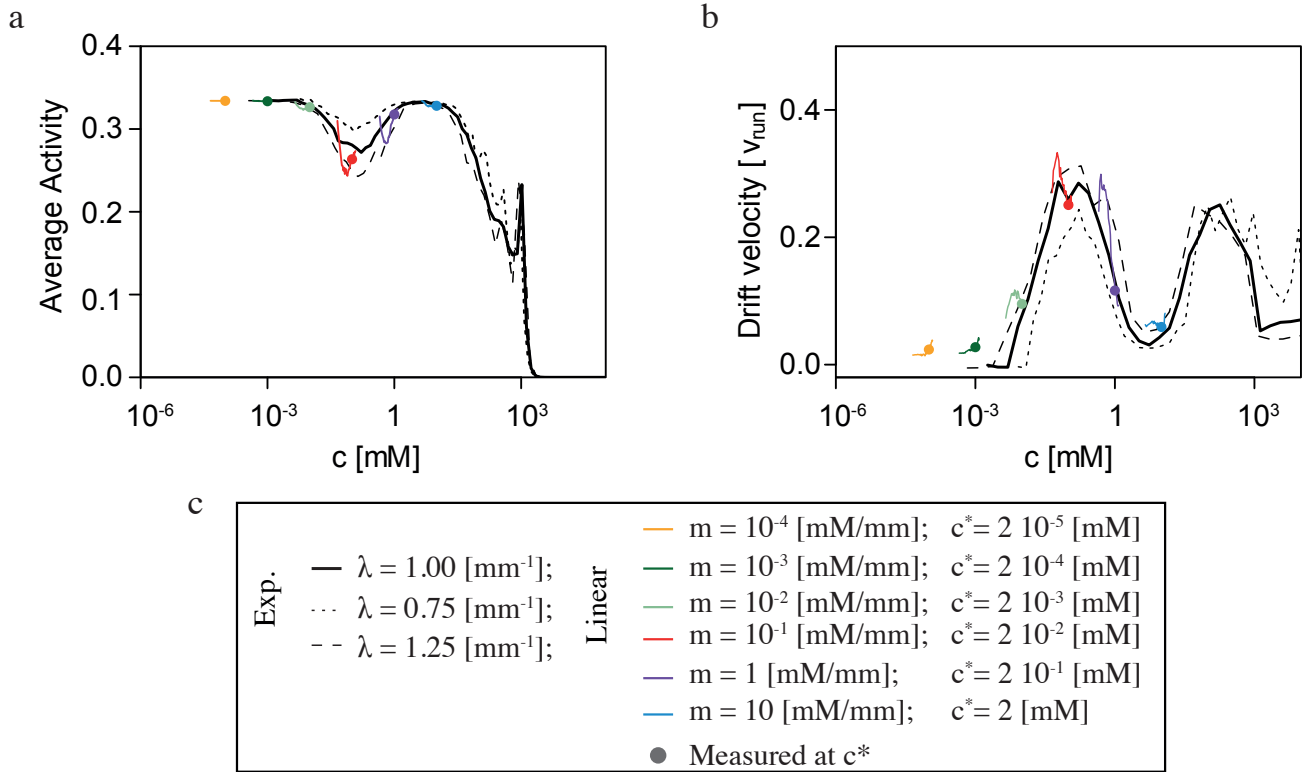 a
0.4
0.3
0.2
0.1
0.0
Average Activity
10⁻⁶
10⁻³
1
10³
c [mM]
b
0.4
0.2
0.0
Drift velocity [ v_run]
10⁻⁶
10⁻³
1
10³
c [mM]
c
Exp.
λ = 1.00 [mm⁻¹];
λ = 0.75 [mm⁻¹];
λ = 1.25 [mm⁻¹];
Linear
m = 10⁻⁴ [mM/mm]; c*= 2 10⁻⁵ [mM]
m = 10⁻³ [mM/mm]; c*= 2 10⁻⁴ [mM]
m = 10⁻² [mM/mm]; c*= 2 10⁻³ [mM]
m = 10⁻¹ [mM/mm]; c*= 2 10⁻² [mM]
m = 1 [mM/mm]; c*= 2 10⁻¹ [mM]
m = 10 [mM/mm]; c*= 2 [mM]
Measured at c*